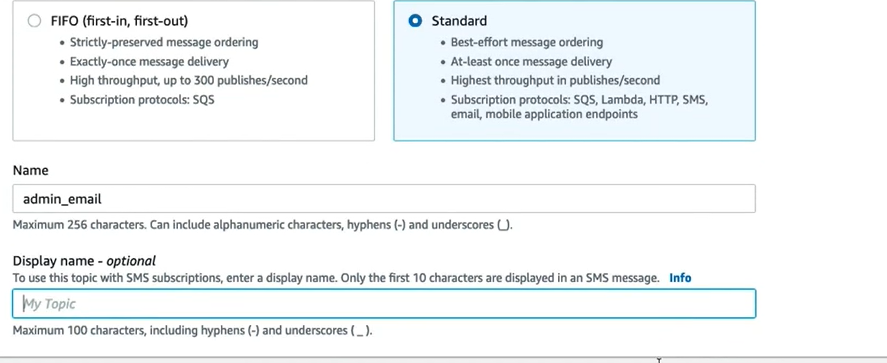 FIFO (first-in, first-out)
• Strictly-preserved message ordering
• Exactly-once message delivery
• High throughput, up to 300 publishes/second
• Subscription protocols: SQS
Standard
• Best-effort message ordering
• At-least once message delivery
• Highest throughput in publishes/second
• Subscription protocols: SQS, Lambda, HTTP, SMS,
email, mobile application endpoints
Name
admin_email
Maximum 256 characters. Can include alphanumeric characters, hyphens (-) and underscores (_).
Display name - optional
To use this topic with SMS subscriptions, enter a display name. Only the first 10 characters are displayed in an SMS message. Info
My Topic
Maximum 100 characters, including hyphens (-) and underscores (_).